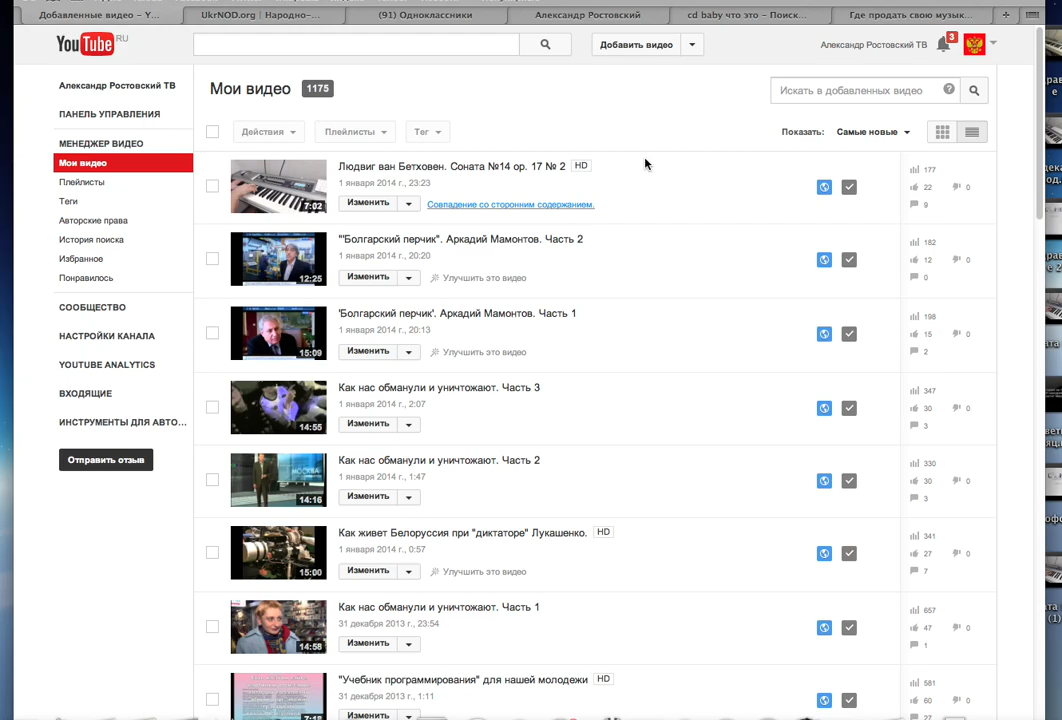 Добавленное видео – Y...
UkrNOD.org | Народно-...
(91) Одноклассники
Александр Ростовский
cd baby что это – Поиск...
Где продать свою музык...
YouTube RU
Добавить видео
Александр Ростовский ТВ
3
Александр Ростовский ТВ
ПАНЕЛЬ УПРАВЛЕНИЯ
МЕНЕДЖЕР ВИДЕО
Мои видео
Плейлисты
Теги
Авторские права
История поиска
Избранное
Понравилось
СООБЩЕСТВО
НАСТРОЙКИ КАНАЛА
YOUTUBE ANALYTICS
ВХОДЯЩИЕ
ИНСТРУМЕНТЫ ДЛЯ АВТО...
Отправить отзыв
Мои видео 1175
Искать в добавленных видео ?
Действия
Плейлисты
Тег
Показать: Самые новые
Людвиг ван Бетховен. Соната №14 ор. 17 № 2 HD
1 января 2014 г., 23:23
Изменить
Совпадение со сторонним содержанием.
7:02
177
22 0
9
"'Болгарский перчик". Аркадий Мамонтов. Часть 2
1 января 2014 г., 20:20
Изменить
Улучшить это видео
12:25
182
12 0
0
'Болгарский перчик'. Аркадий Мамонтов. Часть 1
1 января 2014 г., 20:13
Изменить
Улучшить это видео
15:09
198
15 0
2
Как нас обманули и уничтожают. Часть 3
1 января 2014 г., 2:07
Изменить
14:55
347
30 0
3
Как нас обманули и уничтожают. Часть 2
1 января 2014 г., 1:47
Изменить
МОСКВА
14:16
330
30 0
3
Как живет Белоруссия при "диктаторе" Лукашенко. HD
1 января 2014 г., 0:57
Изменить
Улучшить это видео
15:00
341
27 0
7
Как нас обманули и уничтожают. Часть 1
31 декабря 2013 г., 23:54
Изменить
14:58
657
47 0
1
"Учебник программирования" для нашей молодежи HD
31 декабря 2013 г., 1:11
Изменить
7:18
581
60 0
27